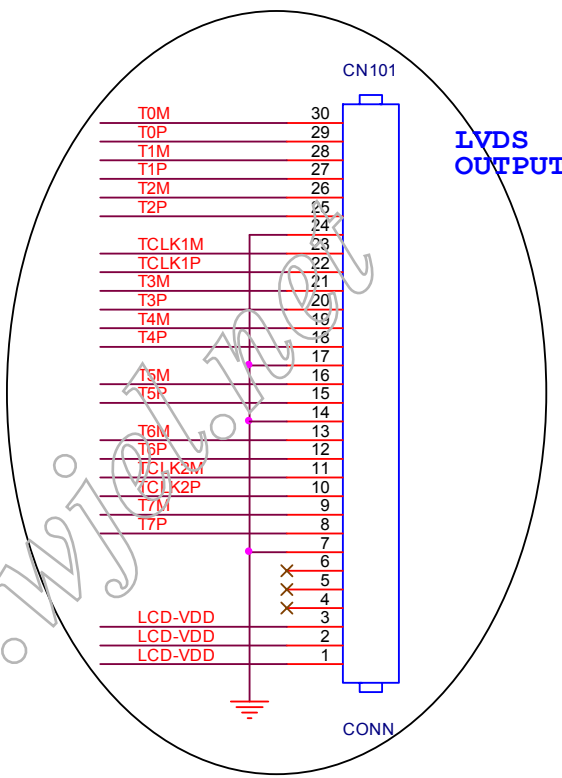 CN101
LVDS
OUTPUT
T0M 30
T0P 29
T1M 28
T1P 27
T2M 26
T2P 25
24
TCLK1M 23
TCLK1P 22
T3M 21
T3P 20
T4M 19
T4P 18
17
T5M 16
T5P 15
14
T6M 13
T6P 12
TCLK2M 11
TCLK2P 10
T7M 9
T7P 8
7
6
5
4
LCD-VDD 3
LCD-VDD 2
LCD-VDD 1
CONN
.wjel.net